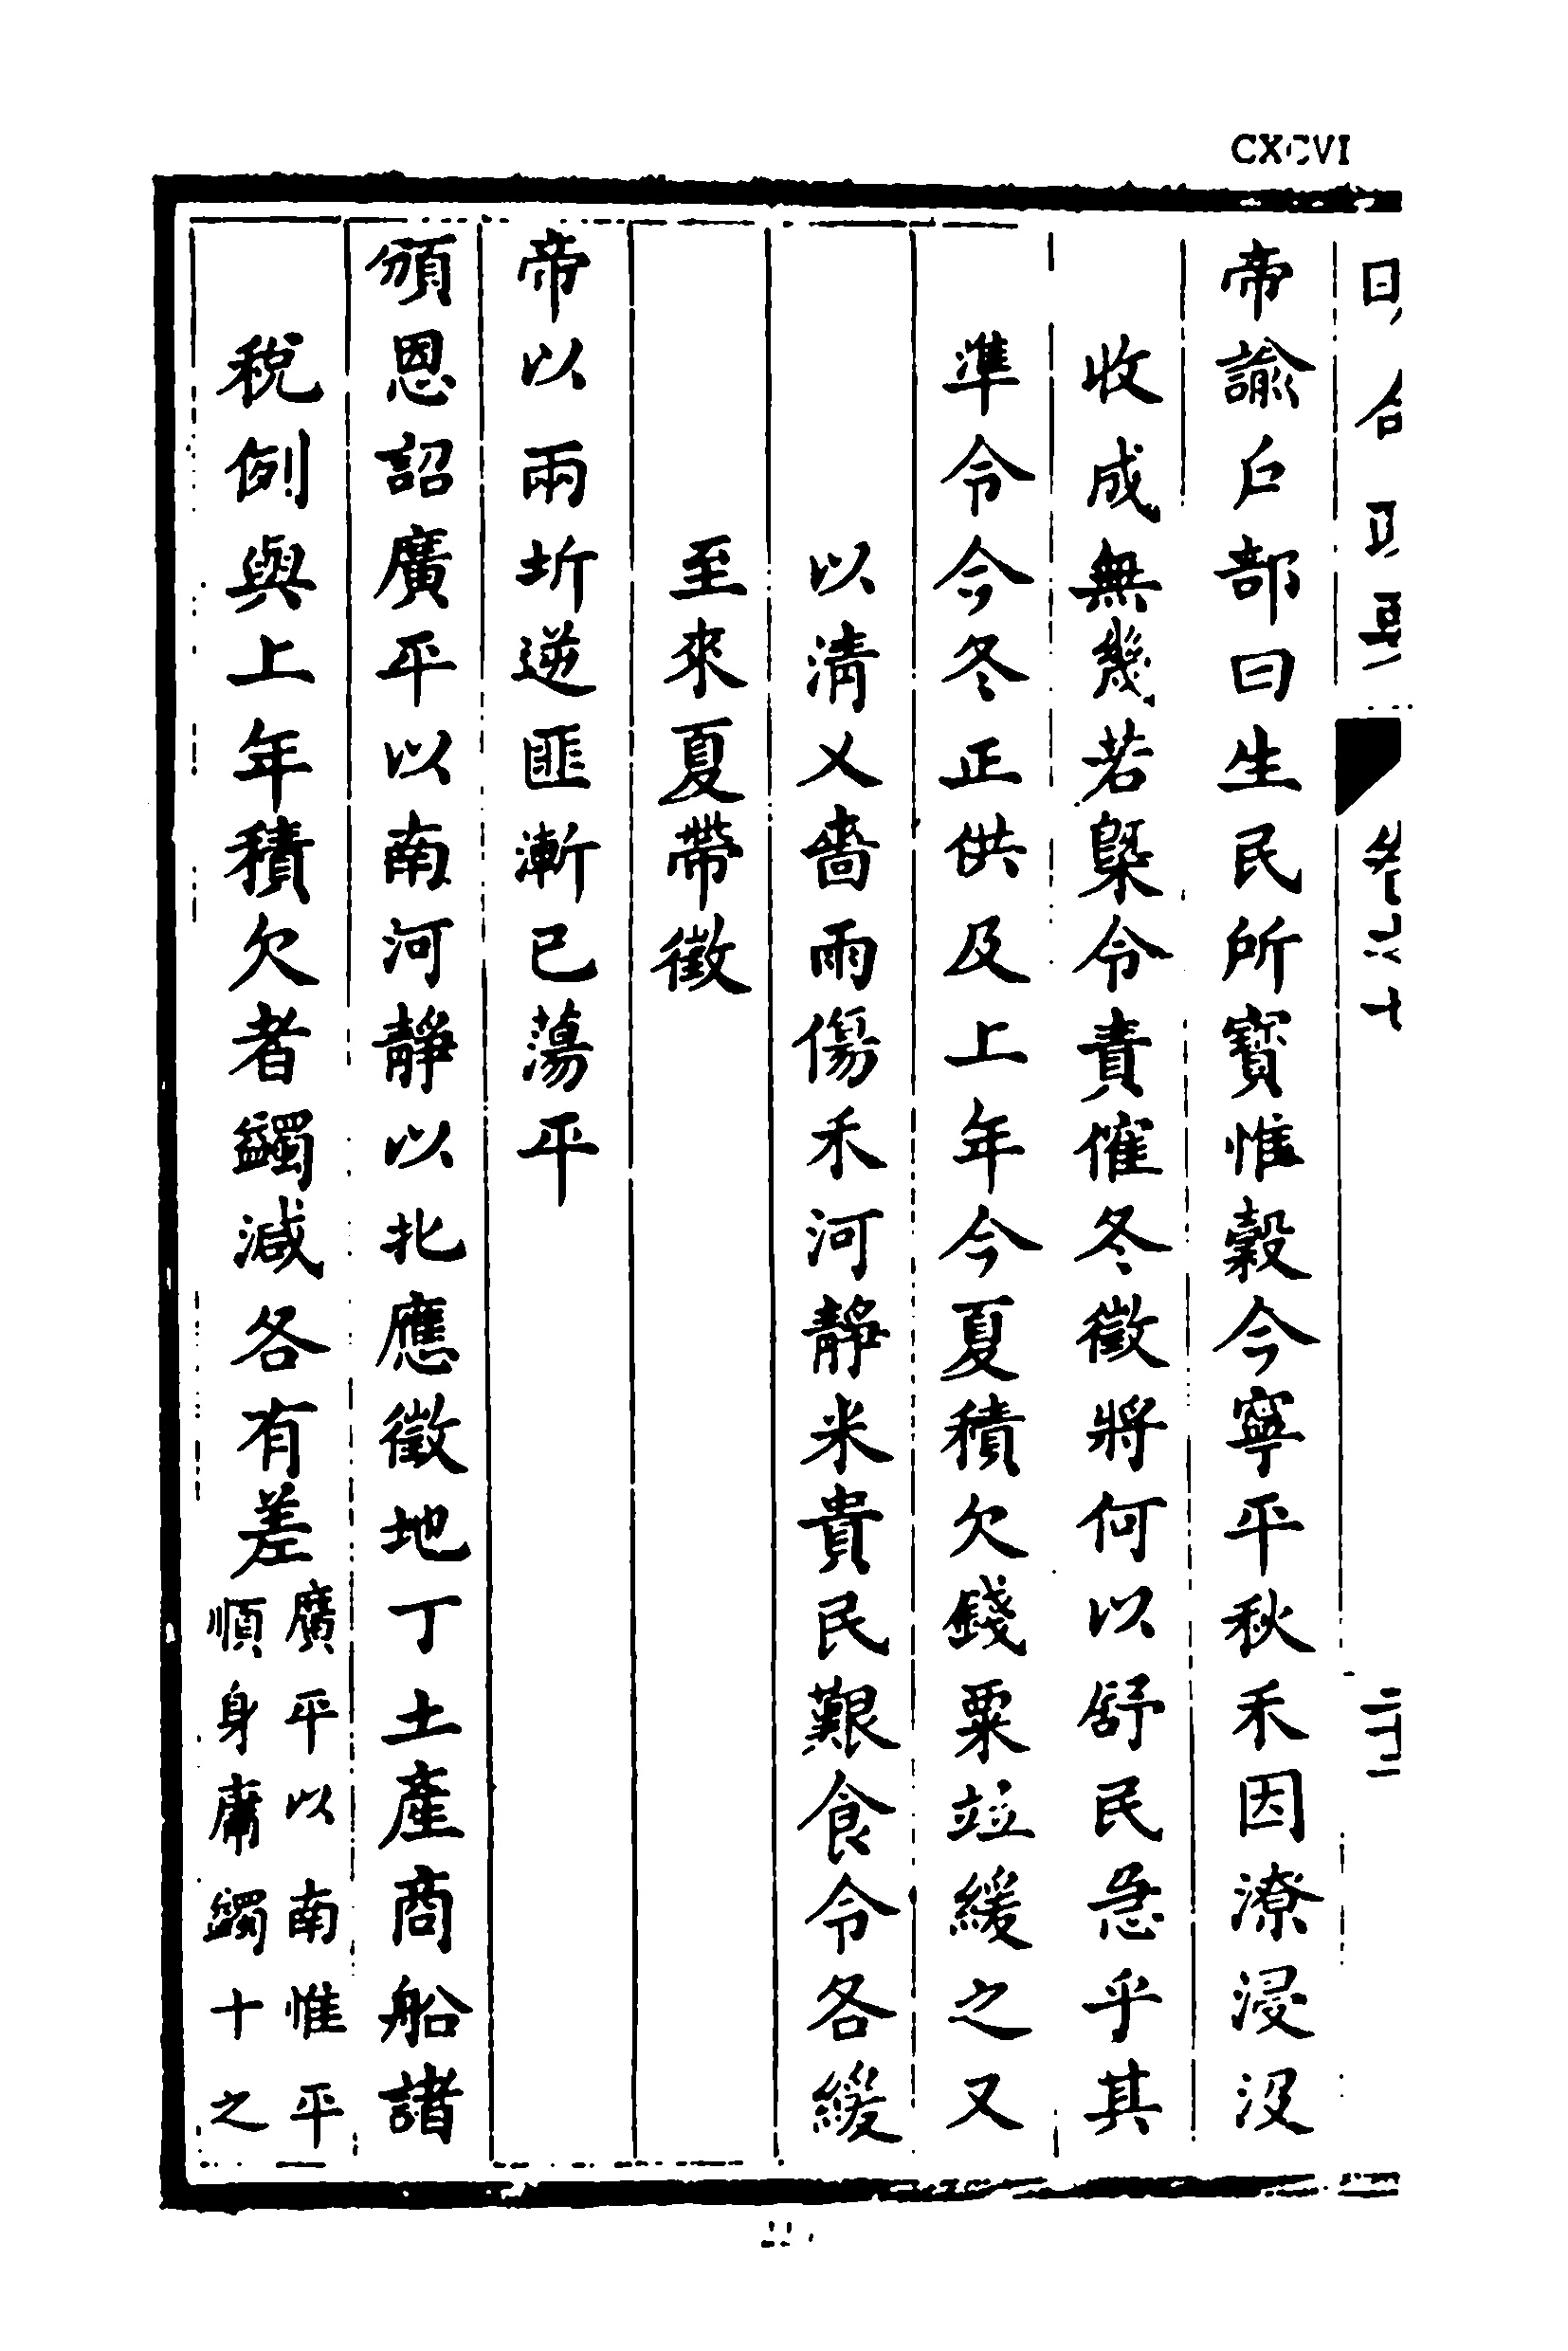 CXCVI
帝諭户部曰生民所寳惟穀今寧平秋禾因潦浸没
收成無幾若槩令責催冬徵將何以舒民急乎其
準令今冬正供及上年今夏積欠錢粟竝緩之又
以清乂嗇雨傷禾河靜米貴民艱食令各緩
至來夏帶徵
帝以兩圻逆匪漸已蕩平
頒恩詔廣平以南河靜以北應徵地丁土產商船諸
稅例與上年積欠者蠲減各有差
廣平以南惟平
順身庸蠲十之